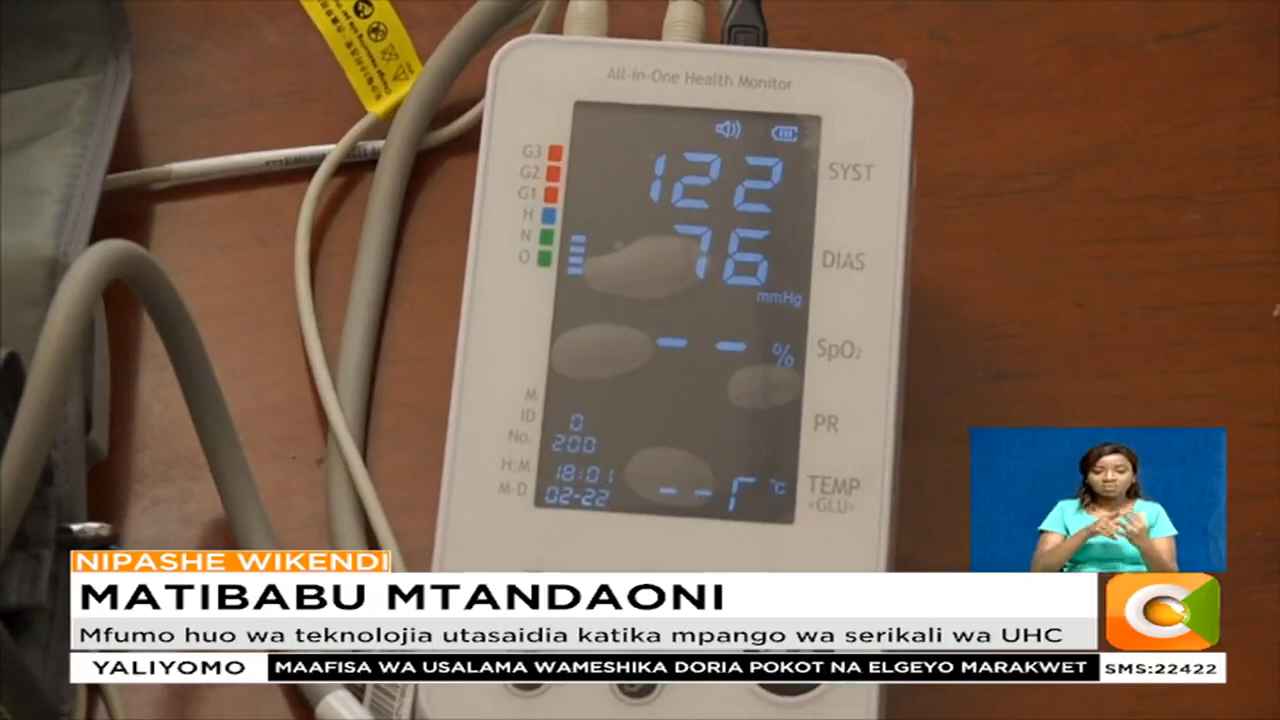 All-in-One Health Monitor
G3
G2
G1
H
N
O
122
SYST
76
DIAS
mmHg
-- %
SpO₂
PR
M
ID
No.
0
200
H:M
18:01
M-D
02-22
°C
TEMP
-GLU-
NIPASHE WIKENDI
MATIBABU MTANDAONI
Mfumo huo wa teknolojia utasaidia katika mpango wa serikali wa UHC
YALIYOMO
MAAFISA WA USALAMA WAMESHIKA DORIA POKOT NA ELGEYO MARAKWET
SMS:22422